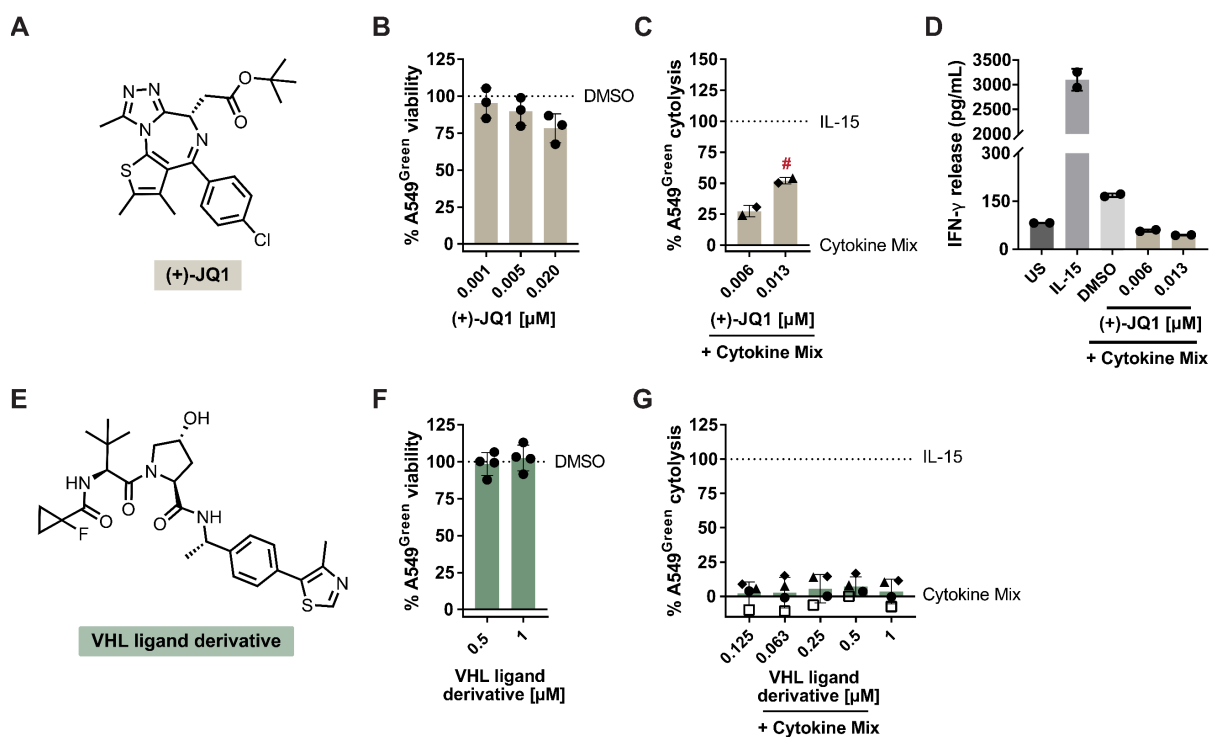 A
N
N
N
N
S
O
O
Cl
(+)-JQ1
B
% A549Green viability
125
100
75
50
25
0
DMSO
0.001
0.005
0.020
(+)-JQ1 [µM]
C
% A549Green cytolysis
150
125
100
75
50
25
0
IL-15
#
Cytokine Mix
0.006
0.013
(+)-JQ1 [µM]
+ Cytokine Mix
D
IFN-γ release (pg/mL)
3500
3000
2500
2000
300
150
0
US
IL-15
DMSO
0.006
0.013
(+)-JQ1 [µM]
+ Cytokine Mix
E
OH
NH
N
O
O
F
O
NH
S
N
VHL ligand derivative
F
% A549Green viability
125
100
75
50
25
0
DMSO
0.5
1
VHL ligand
derivative [µM]
G
% A549Green cytolysis
125
100
75
50
25
0
IL-15
Cytokine Mix
0.125
0.063
0.25
0.5
1
VHL ligand
derivative [µM]
+ Cytokine Mix